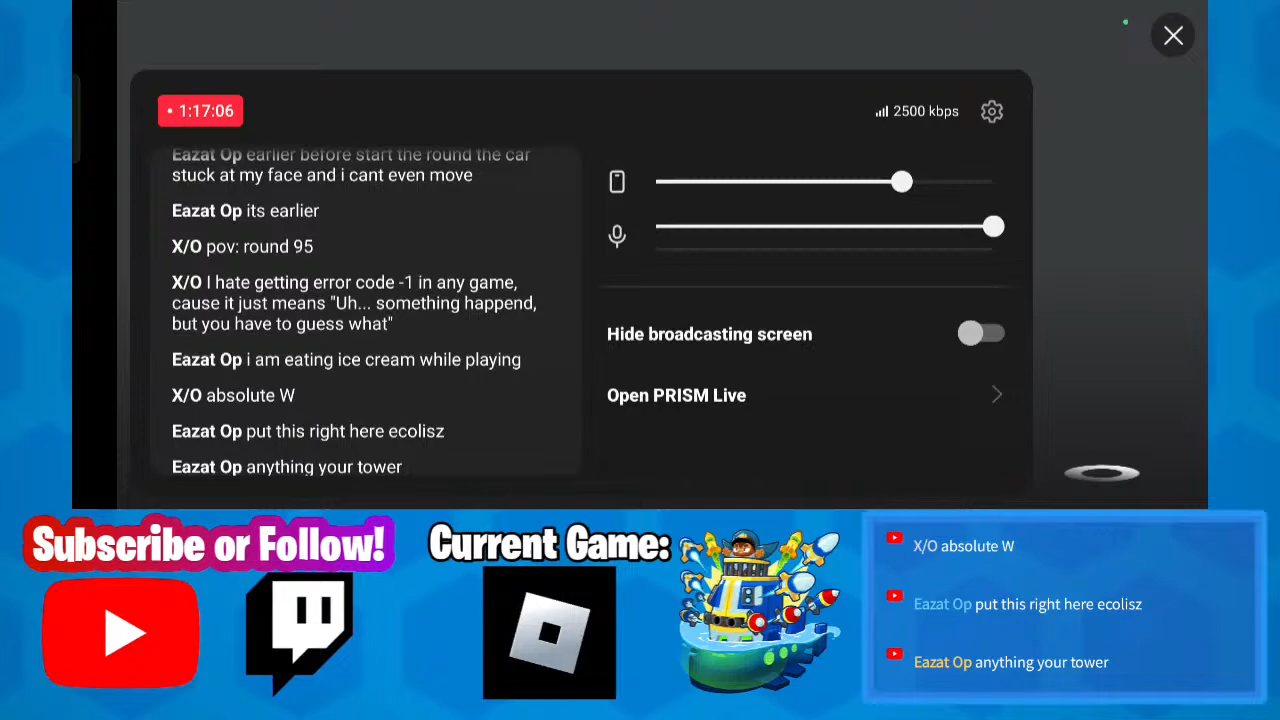 • 1:17:06
2500 kbps
Eazat Op earlier before start the round the car
stuck at my face and i cant even move
Eazat Op its earlier
X/O pov: round 95
X/O I hate getting error code -1 in any game,
cause it just means "Uh... something happend,
but you have to guess what"
Eazat Op i am eating ice cream while playing
X/O absolute W
Eazat Op put this right here ecolisz
Eazat Op anything your tower
Hide broadcasting screen
Open PRISM Live
Subscribe or Follow!
Current Game:
X/O absolute W
Eazat Op put this right here ecolisz
Eazat Op anything your tower